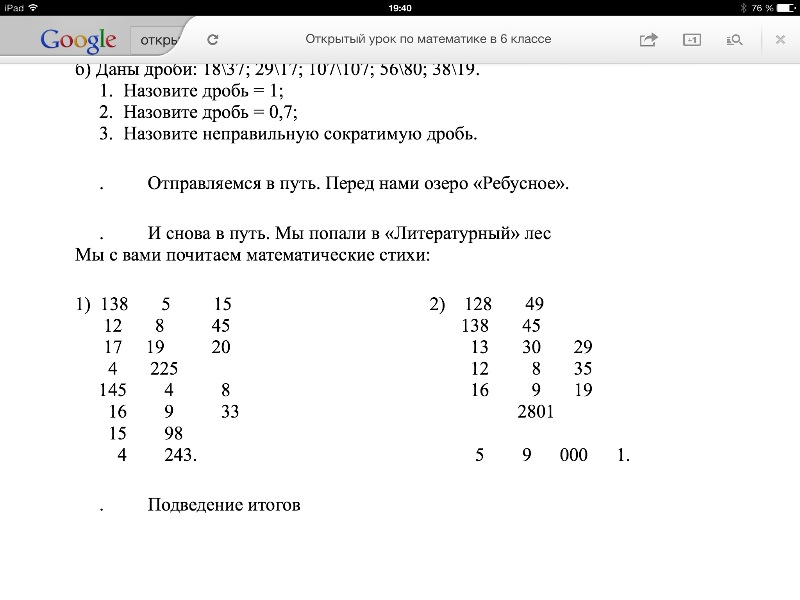 iPad 19:40 76 %
Google откры Открытый урок по математике в 6 классе +1
б) Даны дроби: 18\37; 29\17; 107\107; 56\80; 38\19.
1. Назовите дробь = 1;
2. Назовите дробь = 0,7;
3. Назовите неправильную сократимую дробь.
. Отправляемся в путь. Перед нами озеро «Ребусное».
. И снова в путь. Мы попали в «Литературный» лес
Мы с вами почитаем математические стихи:
1) 138 5 15 2) 128 49
12 8 45 138 45
17 19 20 13 30 29
4 225 12 8 35
145 4 8 16 9 19
16 9 33 2801
15 98
4 243. 5 9 000 1.
. Подведение итогов